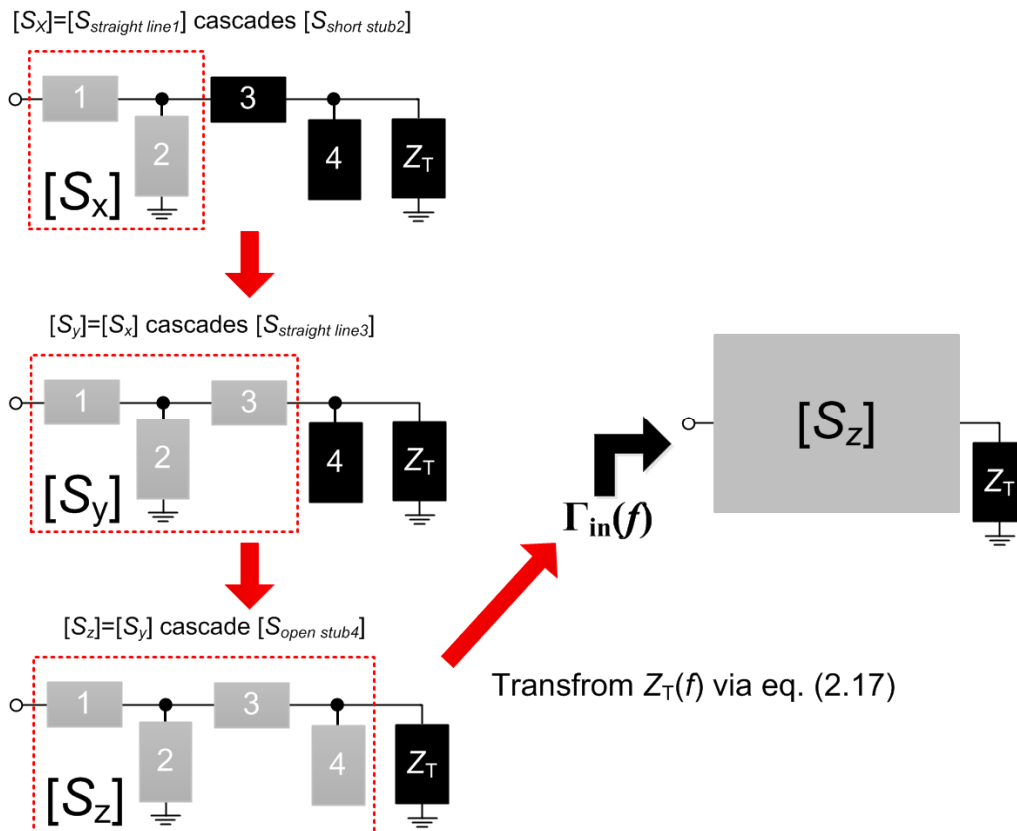 [SX]=[Sstraight line1] cascades [Sshort stub2]
1
3
2
4
ZT
[Sx]
[Sy]=[Sx] cascades [Sstraight line3]
1
3
2
4
ZT
[Sy]
[Sz]
ZT
Γin(f)
[Sz]=[Sy] cascade [Sopen stub4]
1
3
2
4
ZT
[Sz]
Transfrom ZT(f) via eq. (2.17)